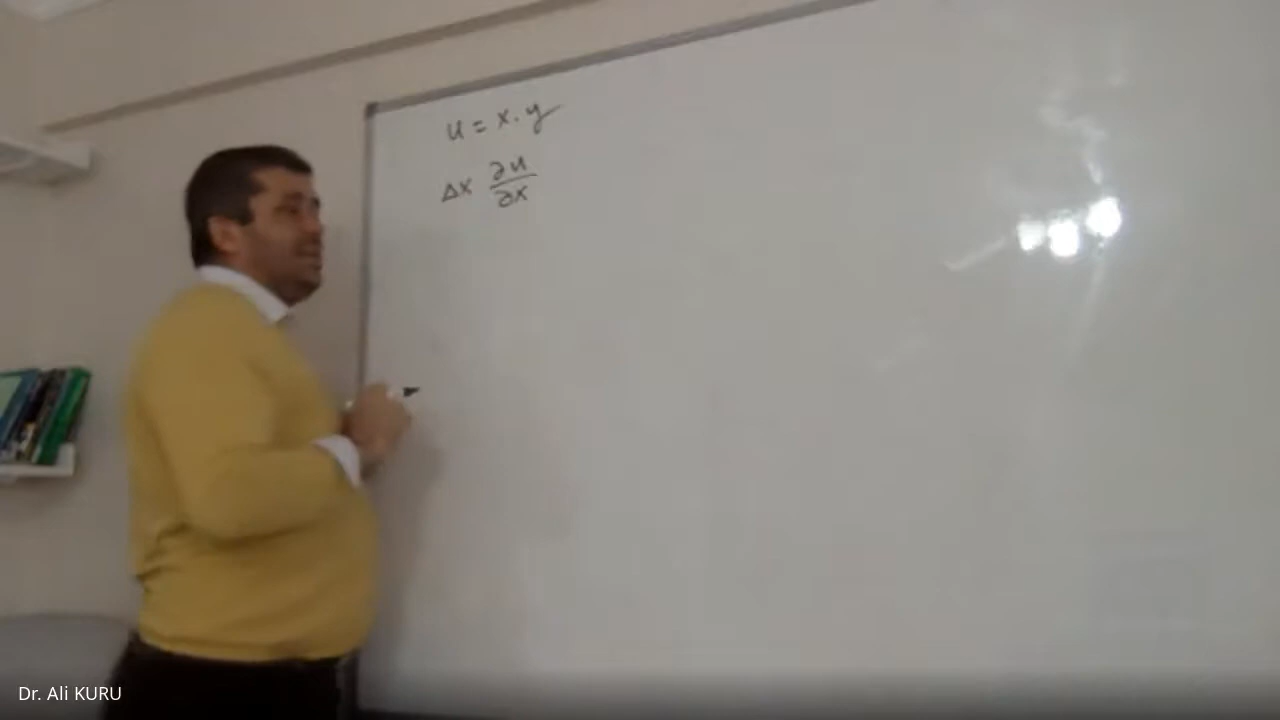 u = x . y
Δx ∂u/∂x
Dr. Ali KURU